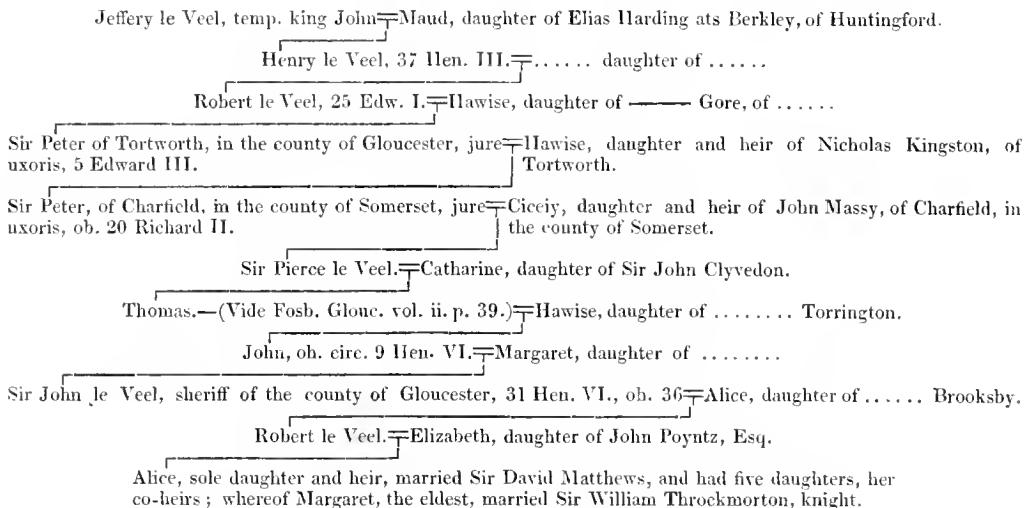 Jeffery le Veel, temp. king John=Maud, daughter of Elias Harding ats Berkley, of Huntingford.
Henry le Veel, 37 Hen. III.=...... daughter of ......
Robert le Veel, 25 Edw. I.=Hawise, daughter of —— Gore, of ......
Sir Peter of Tortworth, in the county of Gloucester, jure=Hawise, daughter and heir of Nicholas Kingston, of
uxoris, 5 Edward III. Tortworth.
Sir Peter, of Charfield, in the county of Somerset, jure=Cicely, daughter and heir of John Massy, of Charfield, in
uxoris, ob. 20 Richard II. the county of Somerset.
Sir Pierce le Veel.=Catharine, daughter of Sir John Clyvedon.
Thomas.—(Vide Fosb. Glouc. vol. ii. p. 39.)=Hawise, daughter of ........ Torrington.
John, ob. circ. 9 Hen. VI.=Margaret, daughter of ........
Sir John le Veel, sheriff of the county of Gloucester, 31 Hen. VI., ob. 36=Alice, daughter of ...... Brooksby.
Robert le Veel.=Elizabeth, daughter of John Poyntz, Esq.
Alice, sole daughter and heir, married Sir David Matthews, and had five daughters, her
co-heirs; whereof Margaret, the eldest, married Sir William Throckmorton, knight.